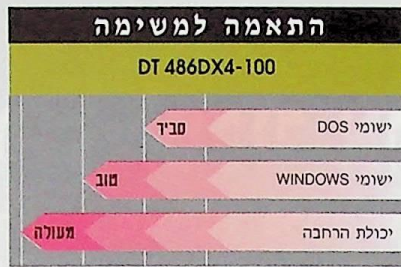 התאמה למשימה
DT 486DX4-100
ישומי DOS סביר
ישומי WINDOWS טוב
יכולת הרחבה מעולה